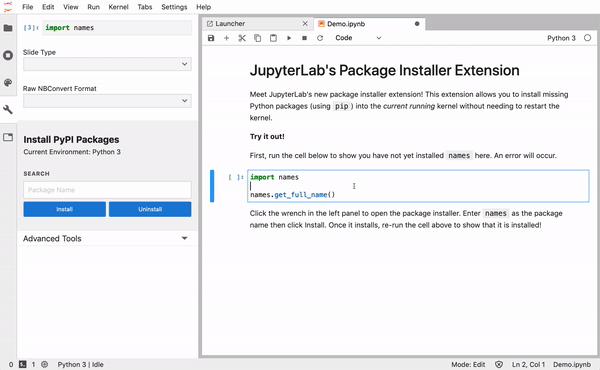 File Edit View Run Kernel Tabs Settings Help
[3]: import names
Slide Type
Raw NBConvert Format
Install PyPI Packages
Current Environment: Python 3
SEARCH
Package Name
Install Uninstall
Advanced Tools
Launcher Demo.ipynb
Code Python 3
JupyterLab's Package Installer Extension
Meet JupyterLab's new package installer extension! This extension allows you to install missing
Python packages (using pip) into the current running kernel without needing to restart the
kernel.
Try it out!
First, run the cell below to show you have not yet installed names here. An error will occur.
[ ]: import names
names.get_full_name()
Click the wrench in the left panel to open the package installer. Enter names as the package
name then click Install. Once it installs, re-run the cell above to show that it is installed!
0 1 Python 3 | Idle Mode: Edit Ln 2, Col 1 Demo.ipynb